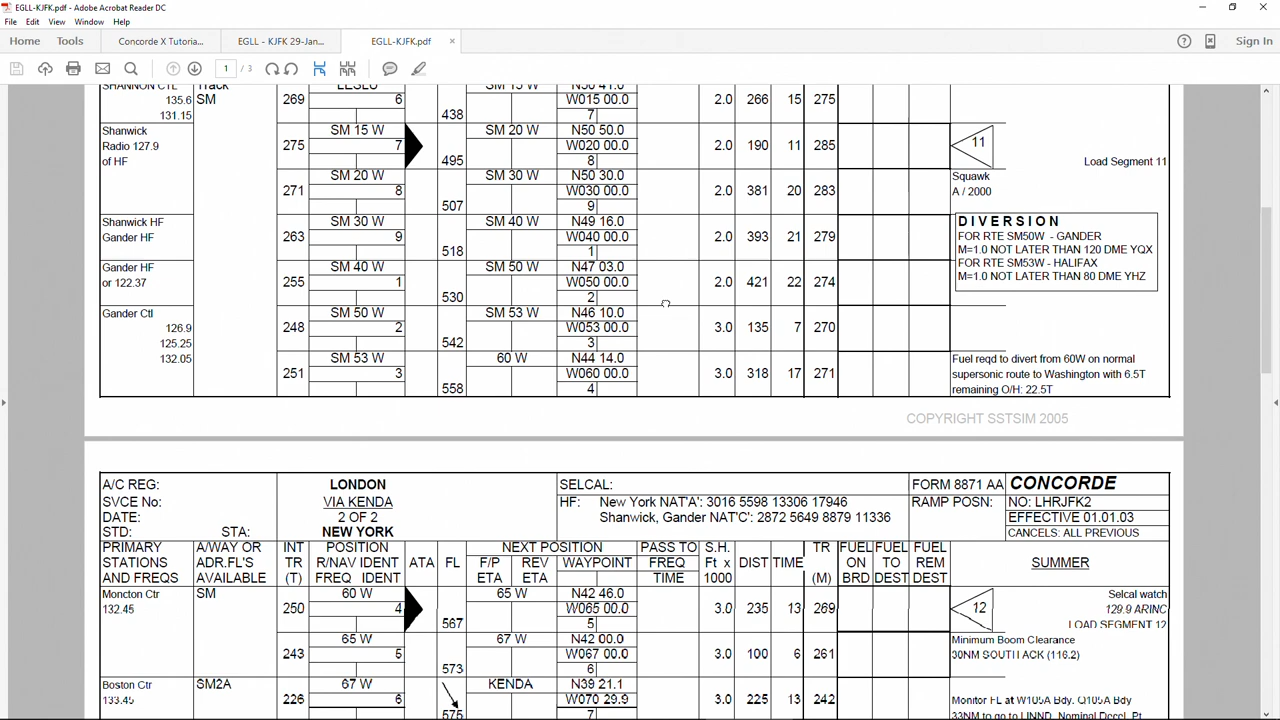 EGLL-KJFK.pdf - Adobe Acrobat Reader DC
File Edit View Window Help
Home Tools Concorde X Tutoria... EGLL - KJFK 29-Jan... EGLL-KJFK.pdf × Sign In
1 / 3
SHANNON CTL Track LESLU SM 15 W N50 41.0
135.6 SM 269 6 W015 00.0 2.0 266 15 275
131.15 438 7
Shanwick SM 15 W SM 20 W N50 50.0
Radio 127.9 275 7 W020 00.0 2.0 190 11 285 11
of HF 495 8 Load Segment 11
SM 20 W SM 30 W N50 30.0 Squawk
271 8 W030 00.0 2.0 381 20 283 A / 2000
507 9
Shanwick HF SM 30 W SM 40 W N49 16.0 DIVERSION
Gander HF 263 9 W040 00.0 2.0 393 21 279 FOR RTE SM50W - GANDER
518 1 M=1.0 NOT LATER THAN 120 DME YQX
Gander HF SM 40 W SM 50 W N47 03.0 FOR RTE SM53W - HALIFAX
or 122.37 255 1 W050 00.0 2.0 421 22 274 M=1.0 NOT LATER THAN 80 DME YHZ
530 2
Gander Ctl SM 50 W SM 53 W N46 10.0
126.9 248 2 W053 00.0 3.0 135 7 270
125.25 542 3
132.05 SM 53 W 60 W N44 14.0 Fuel reqd to divert from 60W on normal
251 3 W060 00.0 3.0 318 17 271 supersonic route to Washington with 6.5T
558 4 remaining O/H: 22.5T
COPYRIGHT SSTSIM 2005
A/C REG: LONDON SELCAL: FORM 8871 AA CONCORDE
SVCE No: VIA KENDA HF: New York NAT'A': 3016 5598 13306 17946 RAMP POSN: NO: LHRJFK2
DATE: 2 OF 2 Shanwick, Gander NAT'C': 2872 5649 8879 11336 EFFECTIVE 01.01.03
STD: STA: NEW YORK CANCELS: ALL PREVIOUS
PRIMARY A/WAY OR INT POSITION NEXT POSITION PASS TO S.H. TR FUEL FUEL FUEL
STATIONS ADR.FL'S TR R/NAV IDENT ATA FL F/P REV WAYPOINT FREQ Ft x DIST TIME ON TO REM SUMMER
AND FREQS AVAILABLE (T) FREQ IDENT ETA ETA TIME 1000 (M) BRD DEST DEST
Moncton Ctr SM 60 W 65 W N42 46.0 Selcal watch
132.45 250 4 W065 00.0 3.0 235 13 269 12 129.9 ARINC
567 5 LOAD SEGMENT 12
65 W 67 W N42 00.0 Minimum Boom Clearance
243 5 W067 00.0 3.0 100 6 261 30NM SOUTH ACK (116.2)
573 6
Boston Ctr SM2A 67 W KENDA N39 21.1
133.45 226 6 W070 29.9 3.0 225 13 242 Monitor FL at W105A Bdy. Q105A Bdy
575 7 33NM to go to LINND. Nominal Decel. Pt